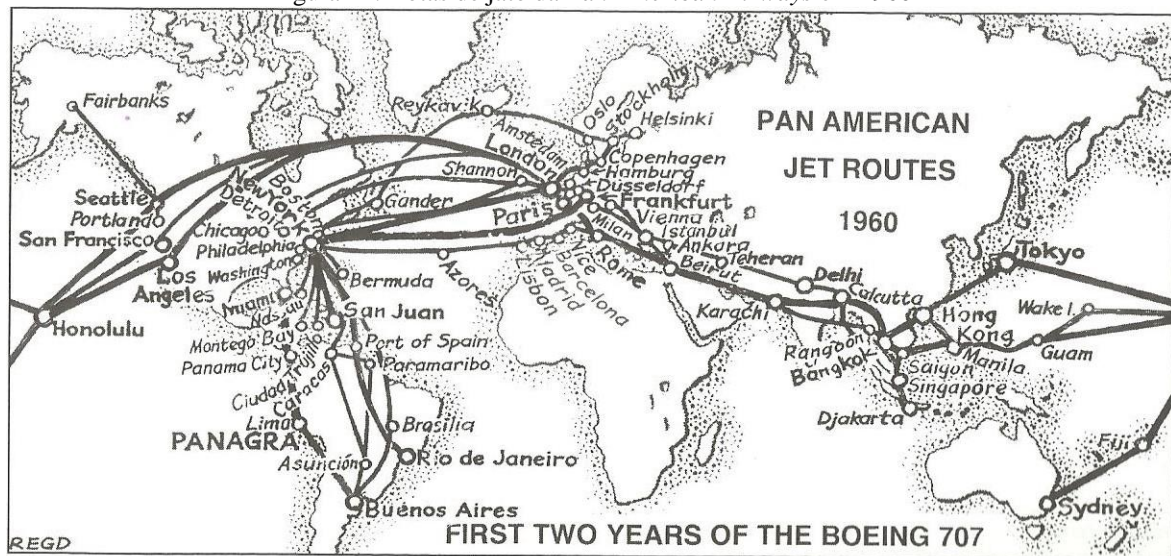 PAN AMERICAN
JET ROUTES
1960
Fairbanks
Seattle
Portland
San Francisco
Los
Angeles
Honolulu
Detroit
Chicago
New York
Boston
Philadelphia
Washington
Miami
Nassau
Montego Bay
Panama City
Ciudad Trujillo
Caracas
Lima
PANAGRA
Asunción
Buenos Aires
Bermuda
San Juan
Port of Spain
Paramaribo
Brasília
Rio de Janeiro
Gander
Azores
Reykavik
Shannon
London
Amsterdam
Paris
Oslo
Stockholm
Helsinki
Copenhagen
Hamburg
Düsseldorf
Frankfurt
Vienna
Milan
Istanbul
Ankara
Teheran
Beirut
Rome
Nice
Barcelona
Madrid
Lisbon
Karachi
Delhi
Calcutta
Rangoon
Bangkok
Hong
Kong
Saigon
Singapore
Djakarta
Manila
Guam
Wake I.
Tokyo
Fiji
Sydney
FIRST TWO YEARS OF THE BOEING 707
REGD